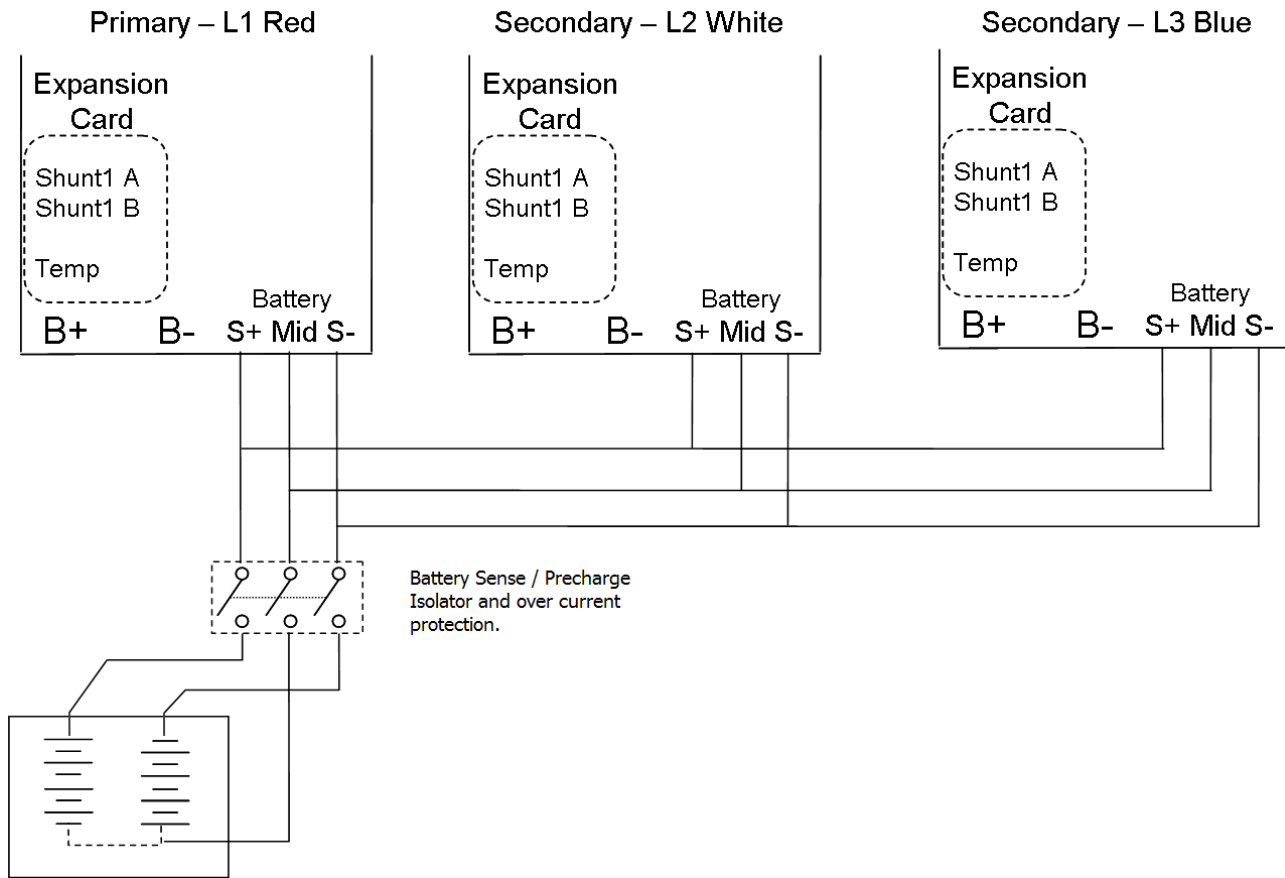 Primary – L1 Red
Secondary – L2 White
Secondary – L3 Blue
Expansion
Card
Shunt1 A
Shunt1 B
Temp
Battery
B+ B- S+ Mid S-
Expansion
Card
Shunt1 A
Shunt1 B
Temp
Battery
B+ B- S+ Mid S-
Expansion
Card
Shunt1 A
Shunt1 B
Temp
Battery
B+ B- S+ Mid S-
Battery Sense / Precharge
Isolator and over current
protection.